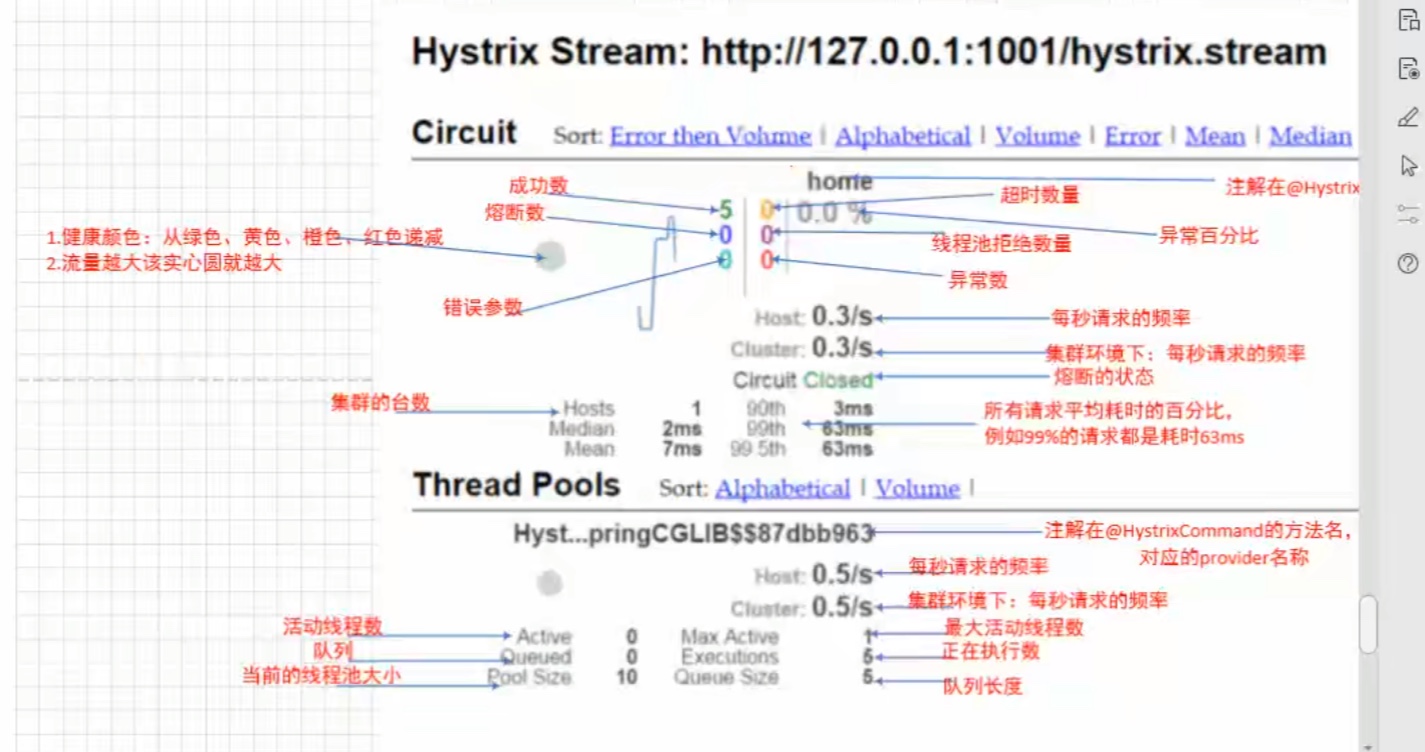 Hystrix Stream: http://127.0.0.1:1001/hystrix.stream
Circuit Sort: Error then Volume | Alphabetical | Volume | Error | Mean | Median
成功数
熔断数
1.健康颜色：从绿色、黄色、橙色、红色递减
2.流量越大该实心圆就越大
错误参数
home
注解在@Hystrix
5 0 0.0 %
超时数量
0 0
线程池拒绝数量
异常百分比
0 0
异常数
Host: 0.3/s
每秒请求的频率
Cluster: 0.3/s
集群环境下：每秒请求的频率
Circuit Closed
熔断的状态
集群的台数
Hosts 1 90th 3ms
Median 2ms 99th 63ms
Mean 7ms 99.5th 63ms
所有请求平均耗时的百分比，
例如99%的请求都是耗时63ms
Thread Pools Sort: Alphabetical | Volume |
Hyst...pringCGLIB$$87dbb963
注解在@HystrixCommand的方法名，
对应的provider名称
Host: 0.5/s
每秒请求的频率
Cluster: 0.5/s
集群环境下：每秒请求的频率
活动线程数
Active 0 Max Active 1
最大活动线程数
队列
Queued 0 Executions 5
正在执行数
当前的线程池大小
Pool Size 10 Queue Size 5
队列长度